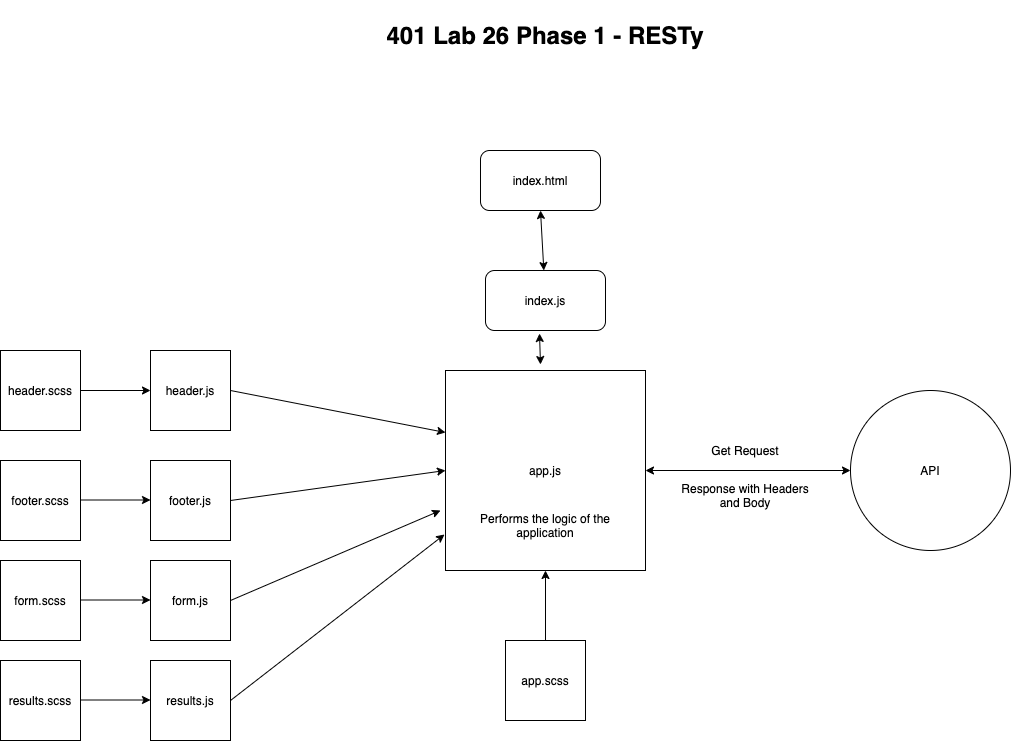 401 Lab 26 Phase 1 - RESTy
index.html
index.js
header.scss
header.js
footer.scss
footer.js
form.scss
form.js
results.scss
results.js
app.js
Performs the logic of the
application
Get Request
Response with Headers
and Body
API
app.scss